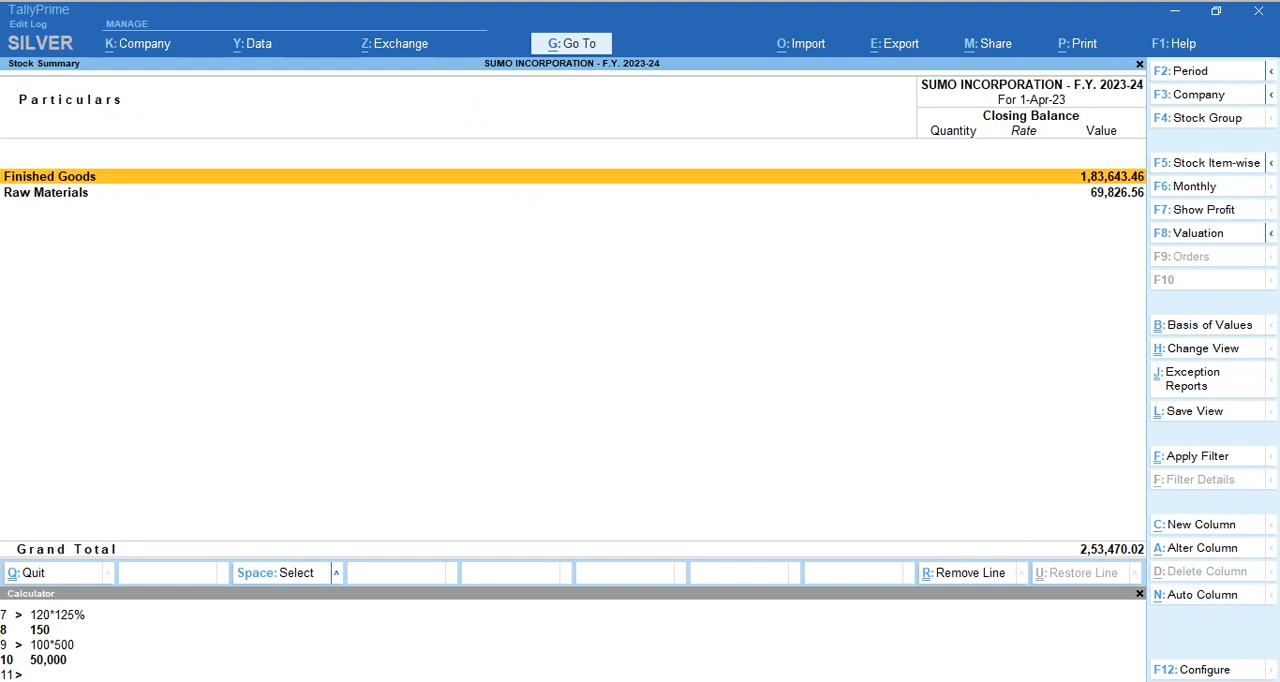 TallyPrime
Edit Log
SILVER
MANAGE
K: Company Y: Data Z: Exchange G: Go To O: Import E: Export M: Share P: Print F1: Help
Stock Summary SUMO INCORPORATION - F.Y. 2023-24 x
Particulars
SUMO INCORPORATION - F.Y. 2023-24
For 1-Apr-23
Closing Balance
Quantity Rate Value
Finished Goods 1,83,643.46
Raw Materials 69,826.56
Grand Total 2,53,470.02
Q: Quit Space: Select R: Remove Line U: Restore Line
Calculator x
7 > 120*125%
8 150
9 > 100*500
10 50,000
11>
F2: Period
F3: Company
F4: Stock Group
F5: Stock Item-wise
F6: Monthly
F7: Show Profit
F8: Valuation
F9: Orders
F10
B: Basis of Values
H: Change View
J: Exception
Reports
L: Save View
F: Apply Filter
F: Filter Details
C: New Column
A: Alter Column
D: Delete Column
N: Auto Column
F12: Configure